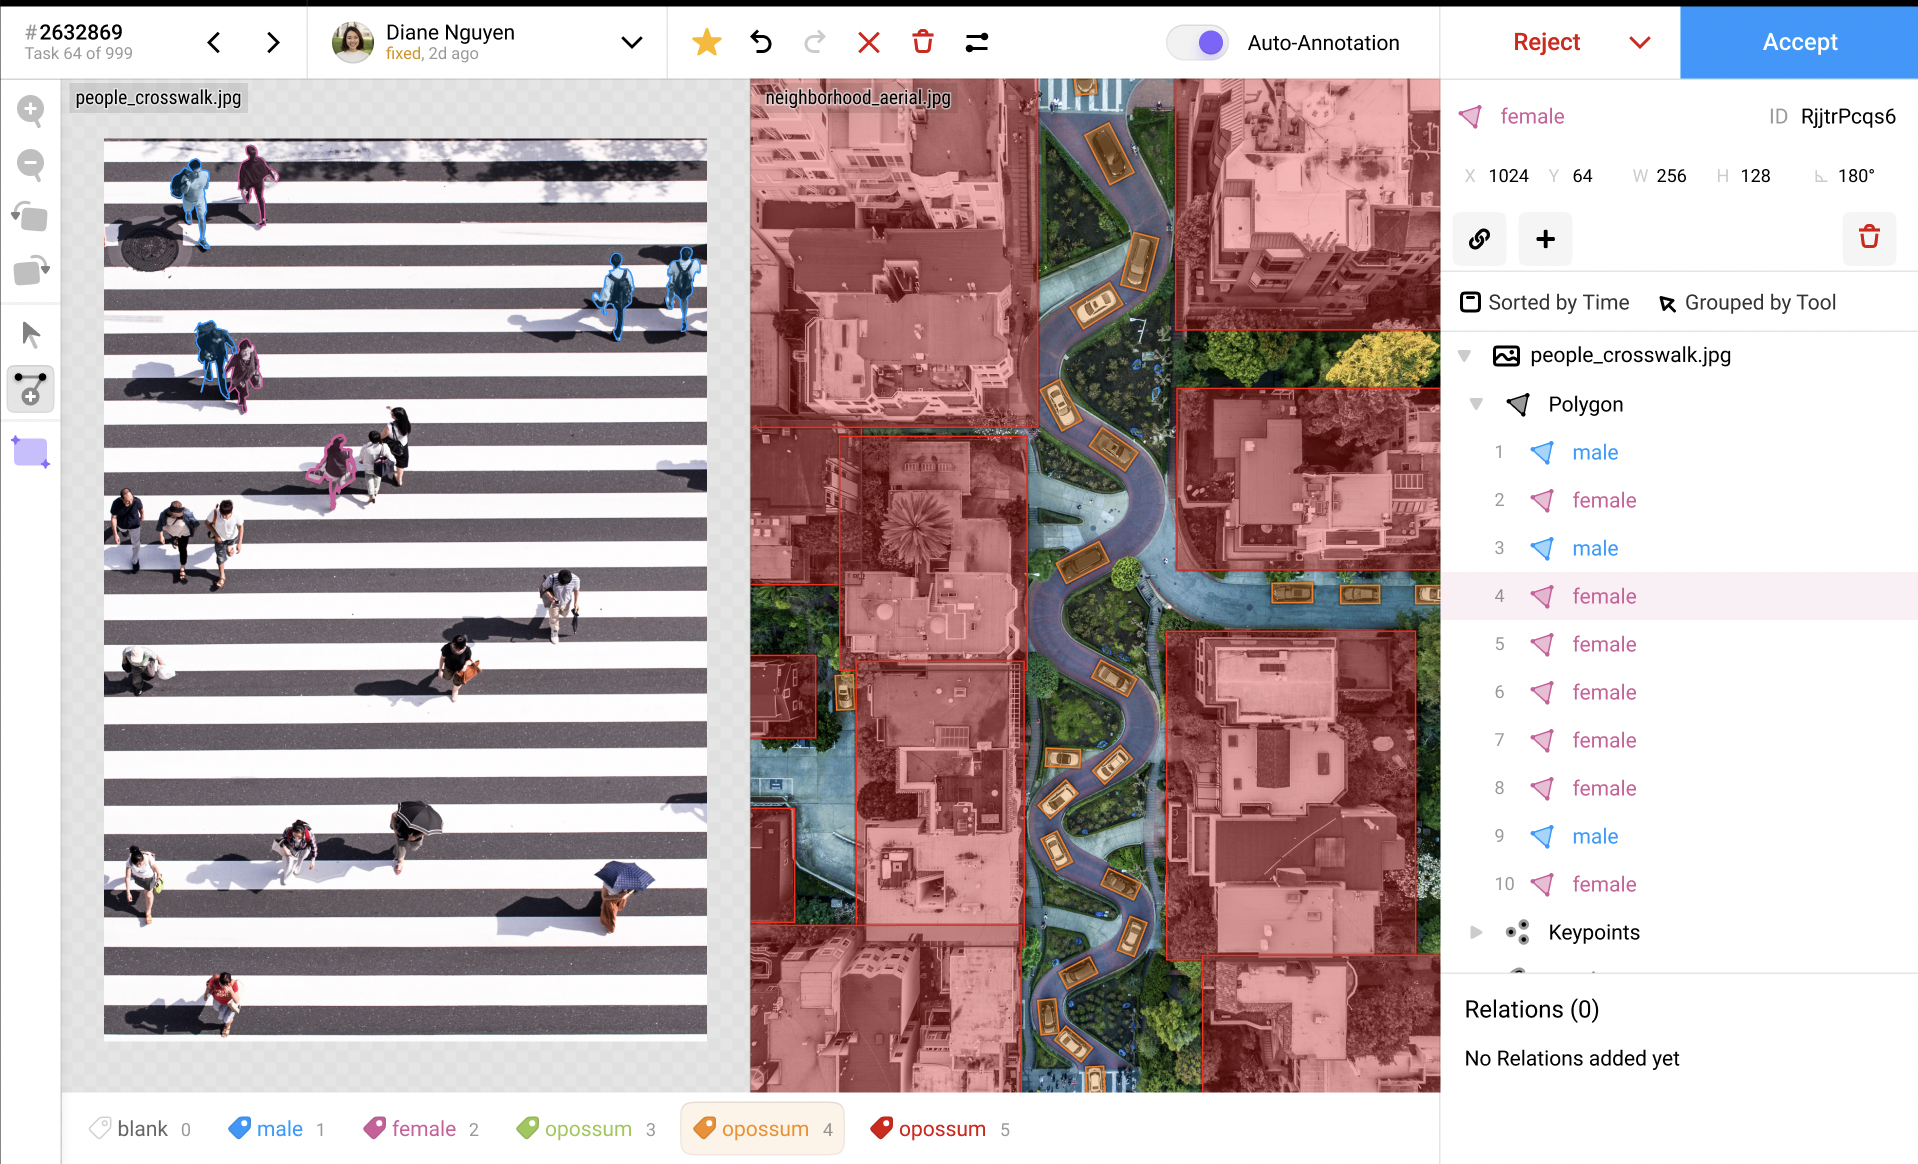 #2632869
Task 64 of 999
Diane Nguyen
fixed, 2d ago
Auto-Annotation
Reject
Accept
people_crosswalk.jpg
neighborhood_aerial.jpg
female
ID RjjtrPcqs6
X 1024 Y 64 W 256 H 128 180°
Sorted by Time
Grouped by Tool
people_crosswalk.jpg
Polygon
1 male
2 female
3 male
4 female
5 female
6 female
7 female
8 female
9 male
10 female
Keypoints
Relations (0)
No Relations added yet
blank 0
male 1
female 2
opossum 3
opossum 4
opossum 5